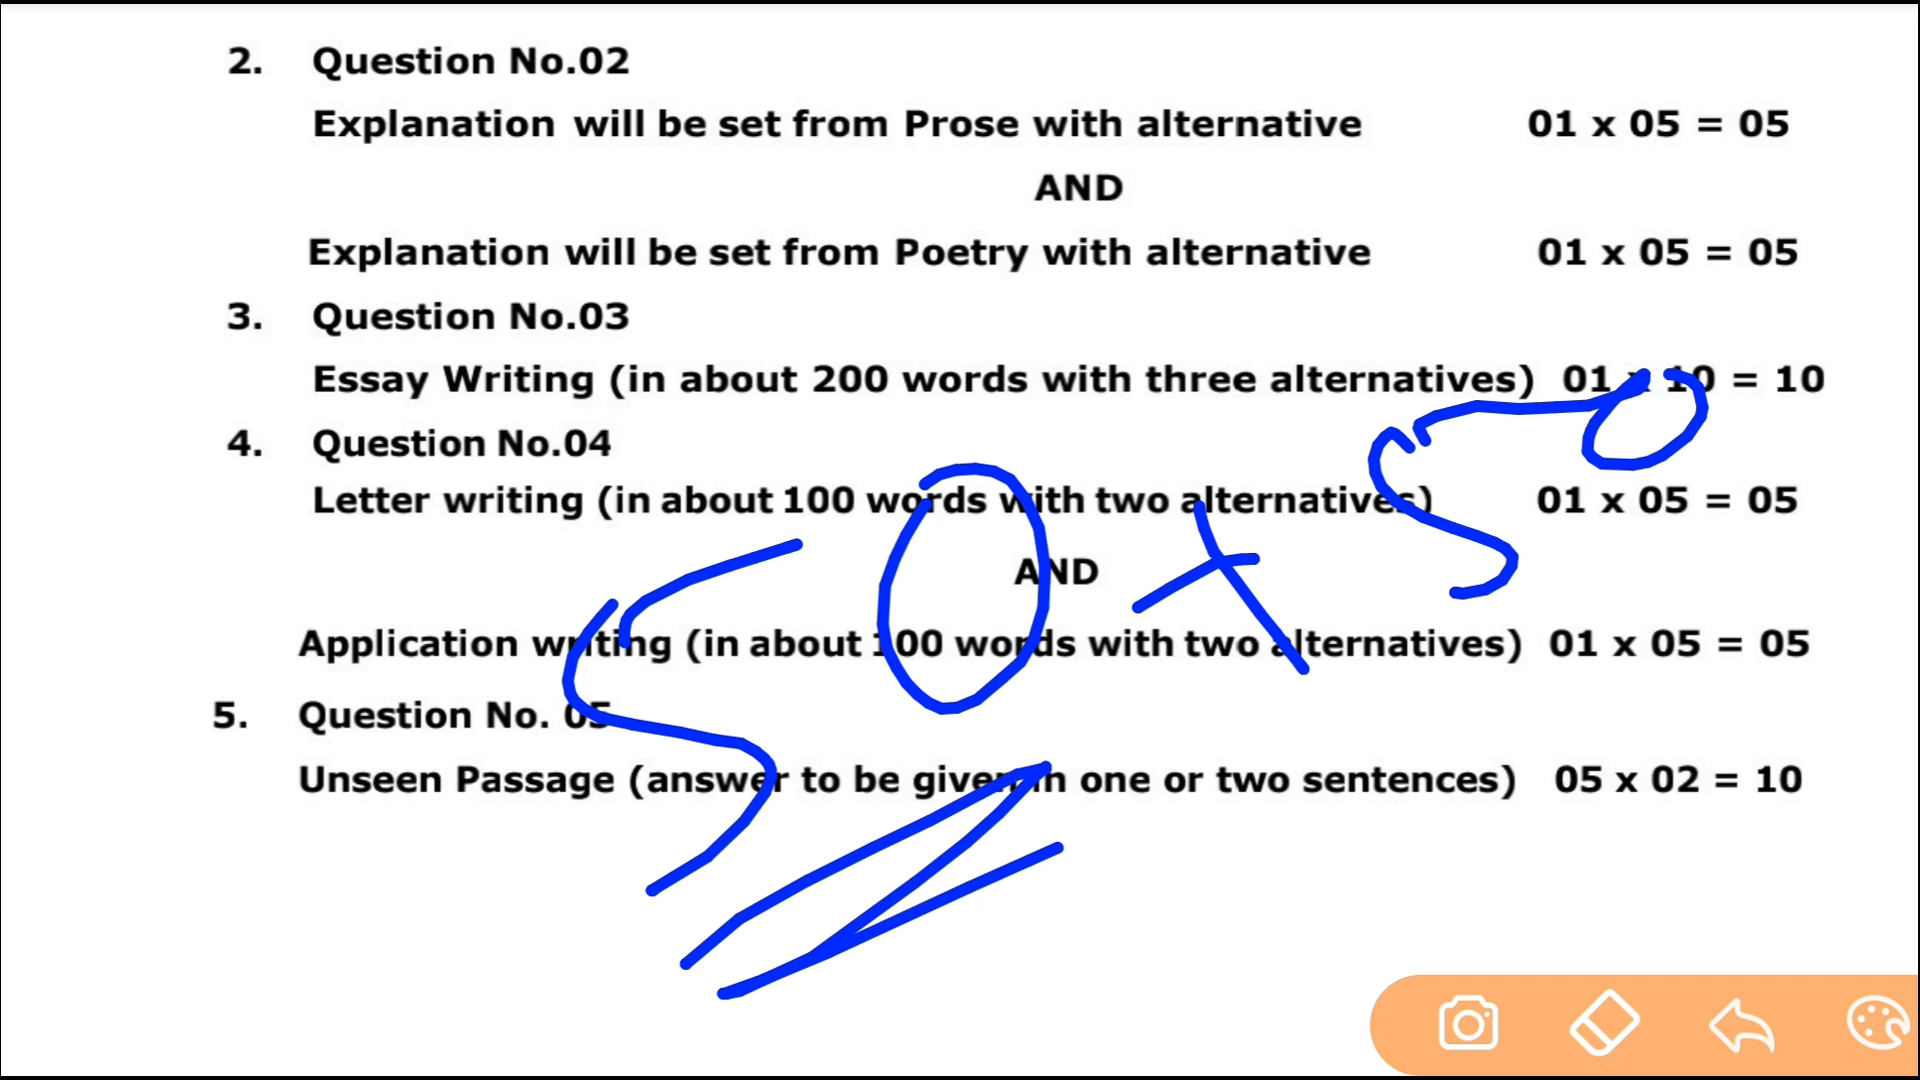 2. Question No.02
Explanation will be set from Prose with alternative 01 x 05 = 05
AND
Explanation will be set from Poetry with alternative 01 x 05 = 05
3. Question No.03
Essay Writing (in about 200 words with three alternatives) 01 x 10 = 10
4. Question No.04
Letter writing (in about 100 words with two alternatives) 01 x 05 = 05
AND
Application writing (in about 100 words with two alternatives) 01 x 05 = 05
5. Question No. 05
Unseen Passage (answer to be given in one or two sentences) 05 x 02 = 10
50 + 50